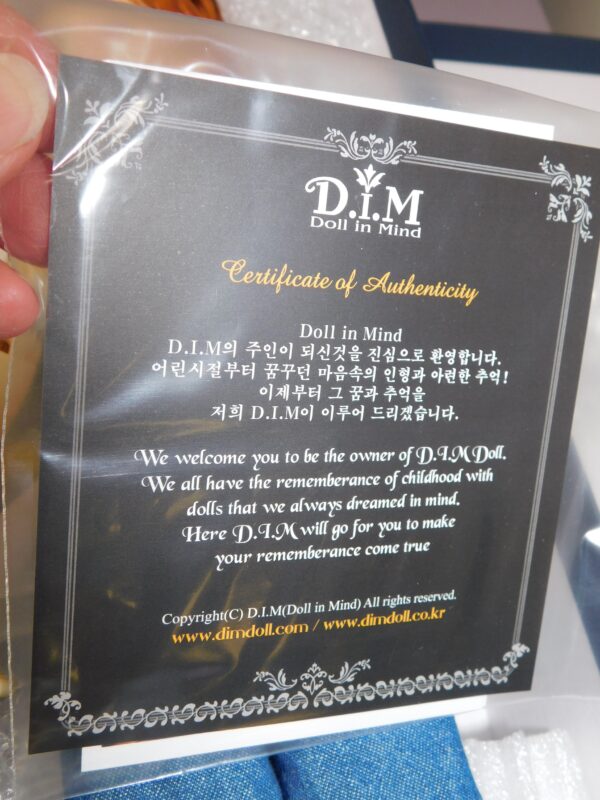 D.I.M
Doll in Mind
Certificate of Authenticity
Doll in Mind
D.I.M의 주인이 되신것을 진심으로 환영합니다.
어린시절부터 꿈꾸던 마음속의 인형과 아련한 추억!
이제부터 그 꿈과 추억을
저희 D.I.M이 이루어 드리겠습니다.
We welcome you to be the owner of D.I.M Doll.
We all have the rememberance of childhood with
dolls that we always dreamed in mind.
Here D.I.M will go for you to make
your rememberance come true
Copyright(C) D.I.M(Doll in Mind) All rights reserved.
www.dimdoll.com / www.dimdoll.co.kr